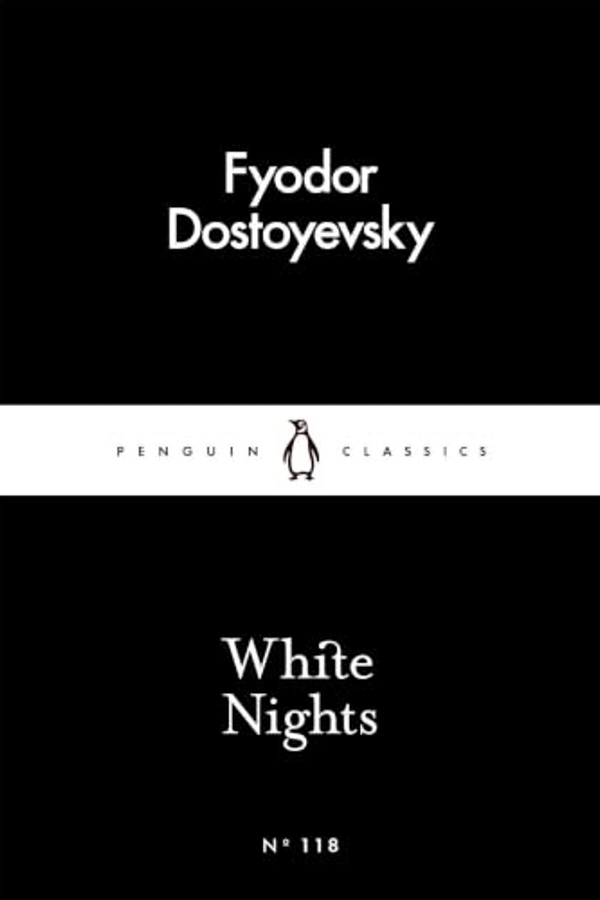 Fyodor
Dostoyevsky
PENGUIN CLASSICS
White
Nights
Nº 118